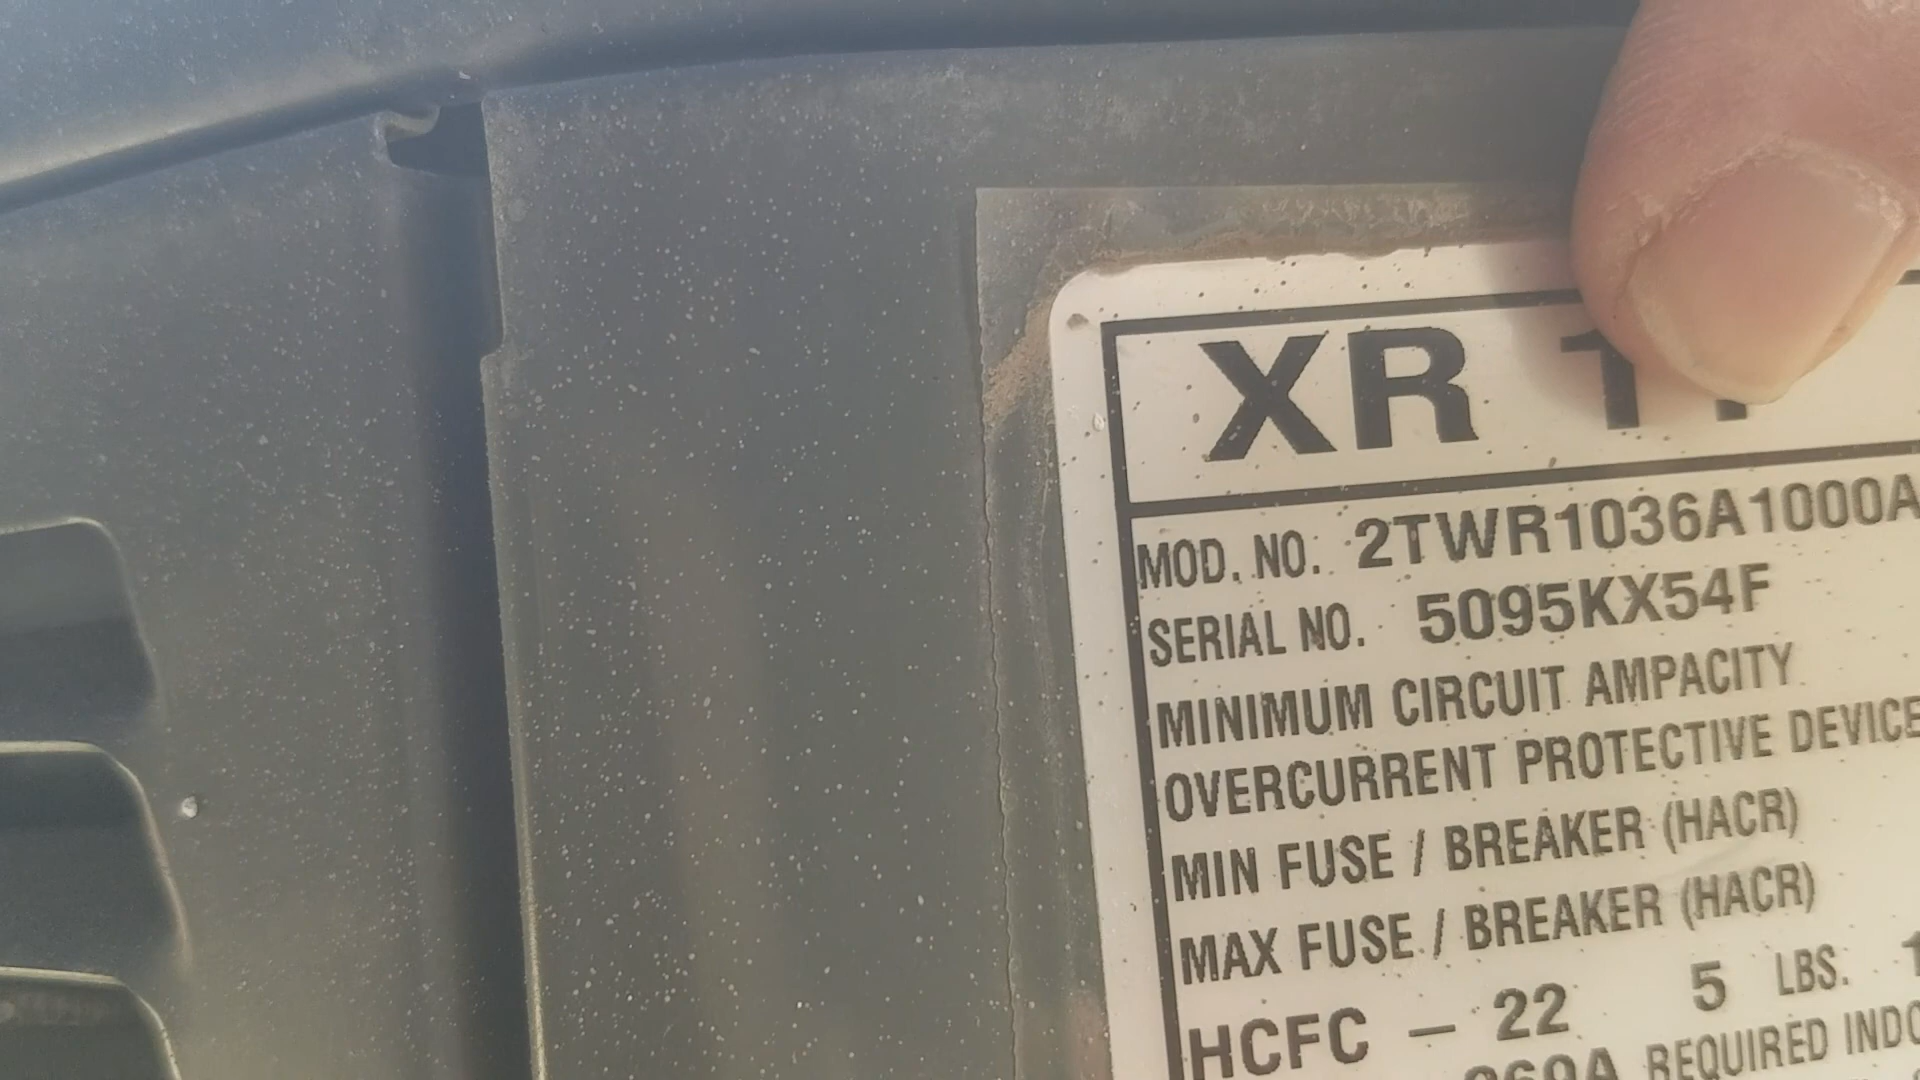 XR
MOD. NO. 2TWR1036A1000A
SERIAL NO. 5095KX54F
MINIMUM CIRCUIT AMPACITY
OVERCURRENT PROTECTIVE DEVICE
MIN FUSE / BREAKER (HACR)
MAX FUSE / BREAKER (HACR)
HCFC - 22 5 LBS.
REQUIRED